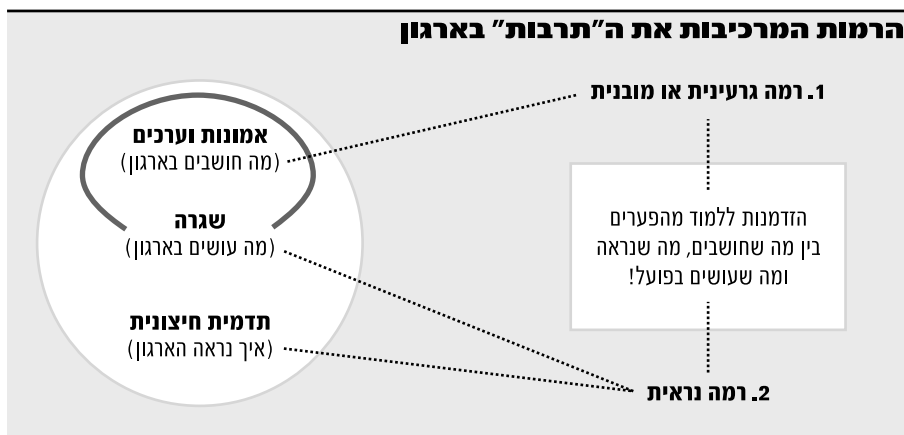 הרמות המרכיבות את ה"תרבות" בארגון
1. רמה גרעינית או מובנית
אמונות וערכים
(מה חושבים בארגון)
שגרה
(מה עושים בארגון)
תדמית חיצונית
(איך נראה הארגון)
הזדמנות ללמוד מהפערים
בין מה שחושבים, מה שנראה
ומה שעושים בפועל!
2. רמה נראית